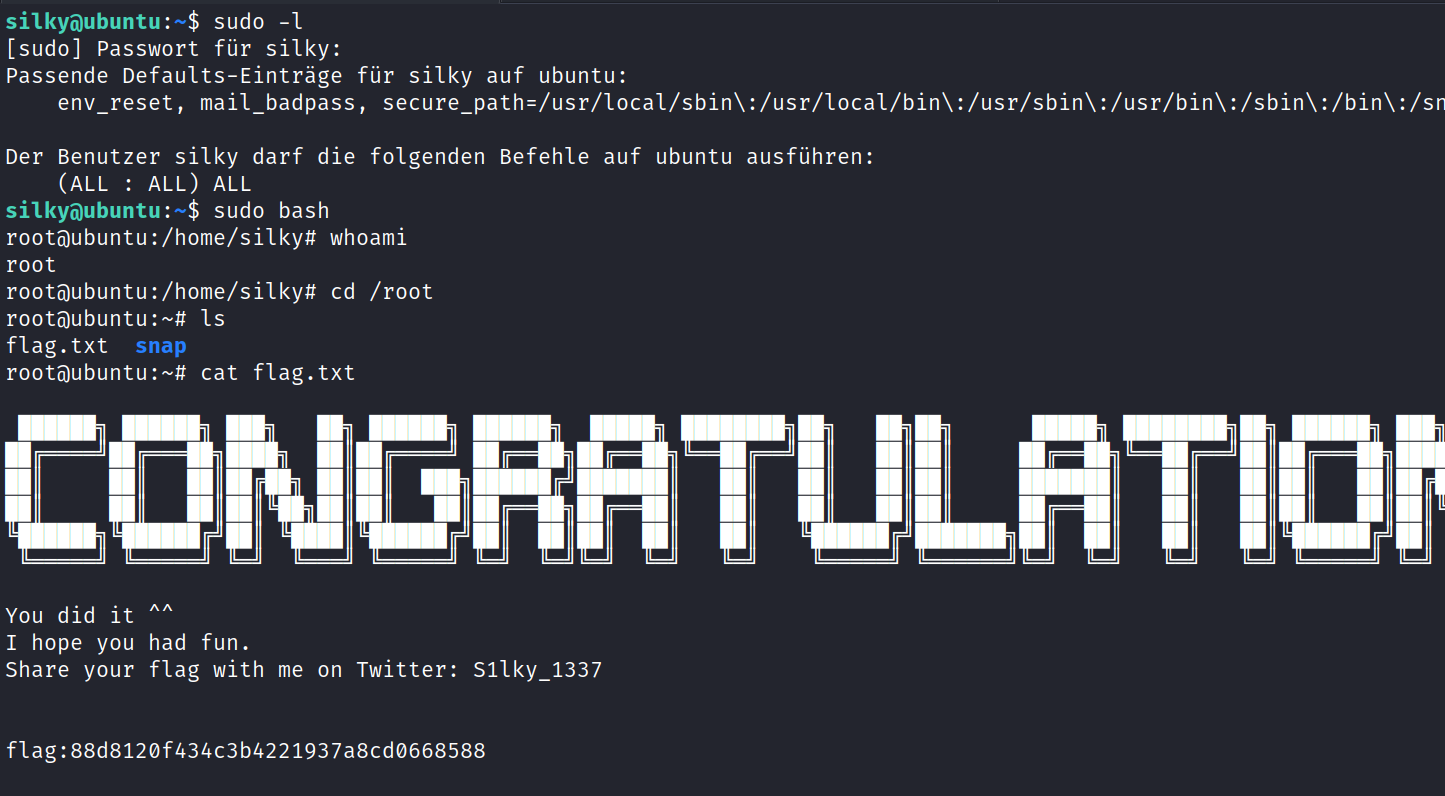 silky@ubuntu:~$ sudo -l
[sudo] Passwort für silky:
Passende Defaults-Einträge für silky auf ubuntu:
env_reset, mail_badpass, secure_path=/usr/local/sbin\:/usr/local/bin\:/usr/sbin\:/usr/bin\:/sbin\:/bin\:/sn
Der Benutzer silky darf die folgenden Befehle auf ubuntu ausführen:
(ALL : ALL) ALL
silky@ubuntu:~$ sudo bash
root@ubuntu:/home/silky# whoami
root
root@ubuntu:/home/silky# cd /root
root@ubuntu:~# ls
flag.txt snap
root@ubuntu:~# cat flag.txt
CONGRATULATION
You did it ^^
I hope you had fun.
Share your flag with me on Twitter: S1lky_1337
flag:88d8120f434c3b4221937a8cd0668588